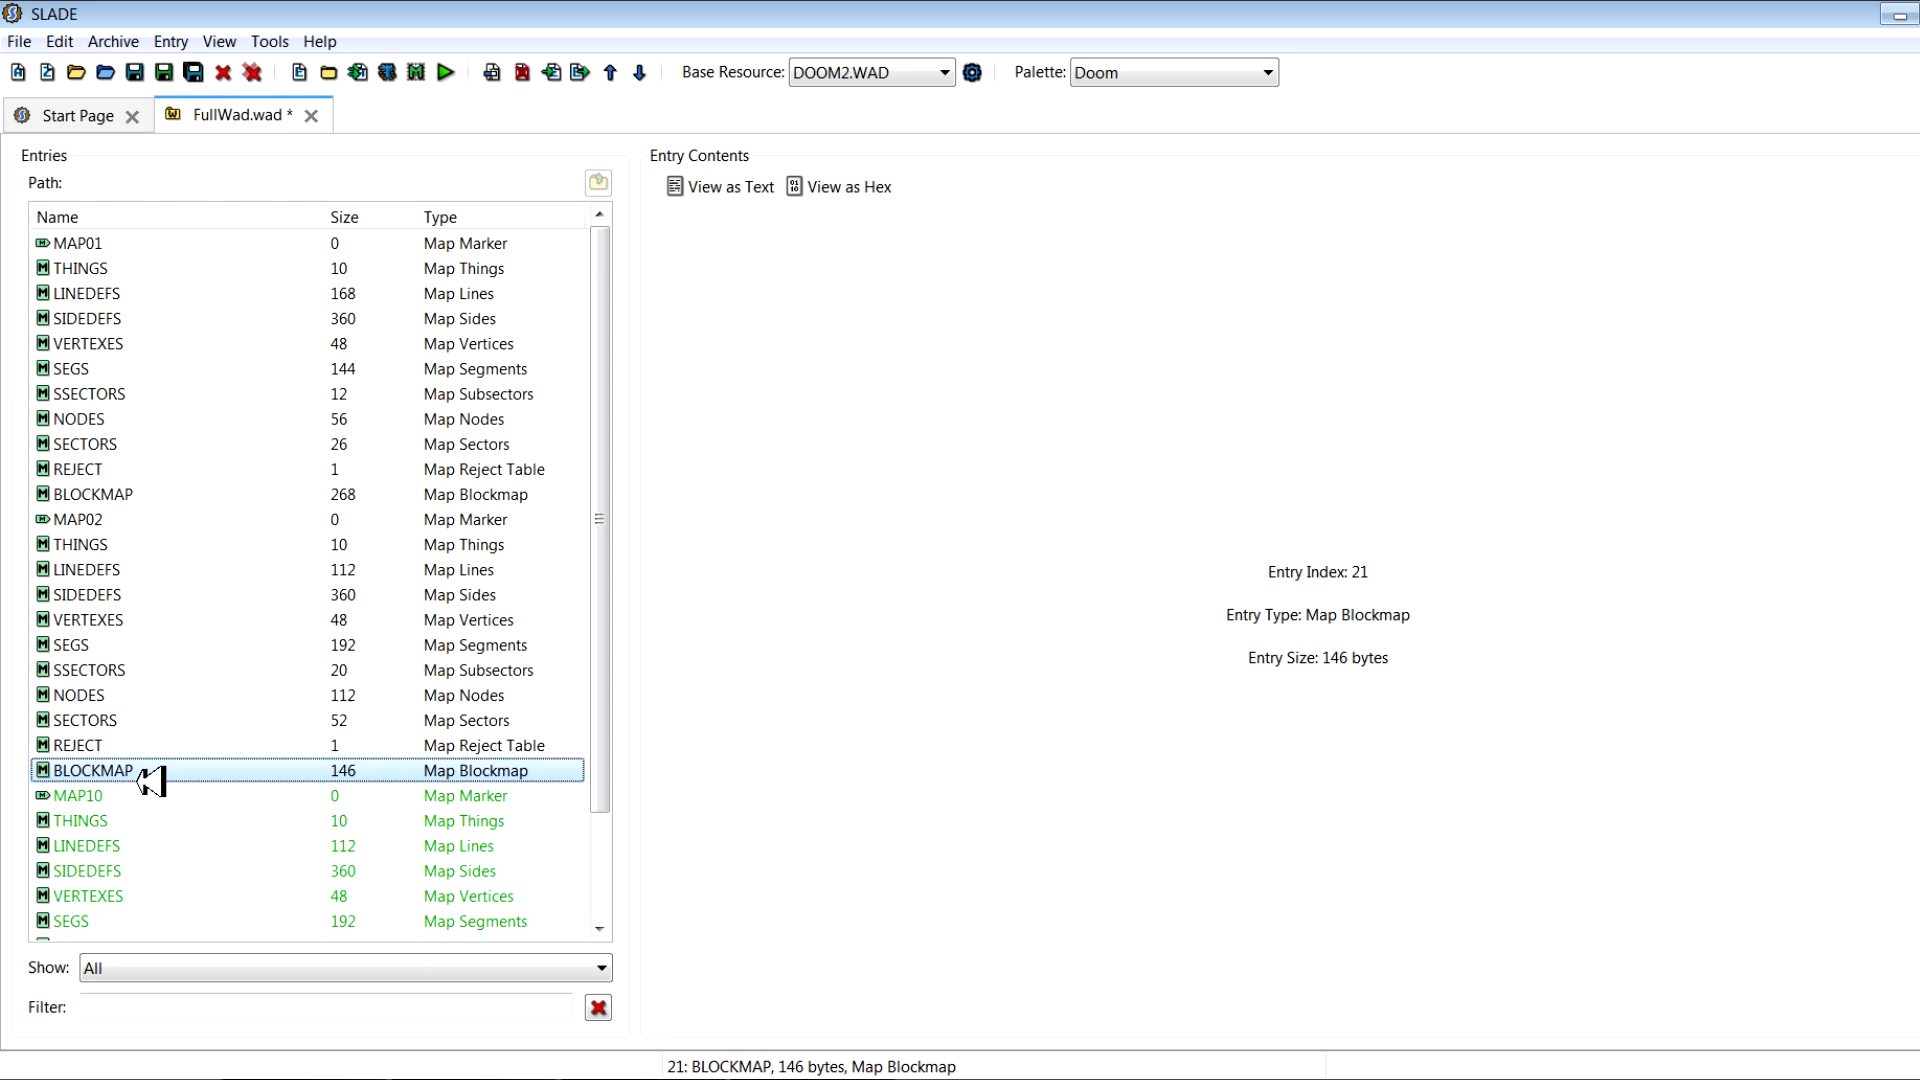 SLADE
File Edit Archive Entry View Tools Help
Base Resource: DOOM2.WAD Palette: Doom
Start Page FullWad.wad *
Entries
Path:
Name Size Type
MAP01 0 Map Marker
THINGS 10 Map Things
LINEDEFS 168 Map Lines
SIDEDEFS 360 Map Sides
VERTEXES 48 Map Vertices
SEGS 144 Map Segments
SSECTORS 12 Map Subsectors
NODES 56 Map Nodes
SECTORS 26 Map Sectors
REJECT 1 Map Reject Table
BLOCKMAP 268 Map Blockmap
MAP02 0 Map Marker
THINGS 10 Map Things
LINEDEFS 112 Map Lines
SIDEDEFS 360 Map Sides
VERTEXES 48 Map Vertices
SEGS 192 Map Segments
SSECTORS 20 Map Subsectors
NODES 112 Map Nodes
SECTORS 52 Map Sectors
REJECT 1 Map Reject Table
BLOCKMAP 146 Map Blockmap
MAP10 0 Map Marker
THINGS 10 Map Things
LINEDEFS 112 Map Lines
SIDEDEFS 360 Map Sides
VERTEXES 48 Map Vertices
SEGS 192 Map Segments
Show: All
Filter:
Entry Contents
View as Text View as Hex
Entry Index: 21
Entry Type: Map Blockmap
Entry Size: 146 bytes
21: BLOCKMAP, 146 bytes, Map Blockmap